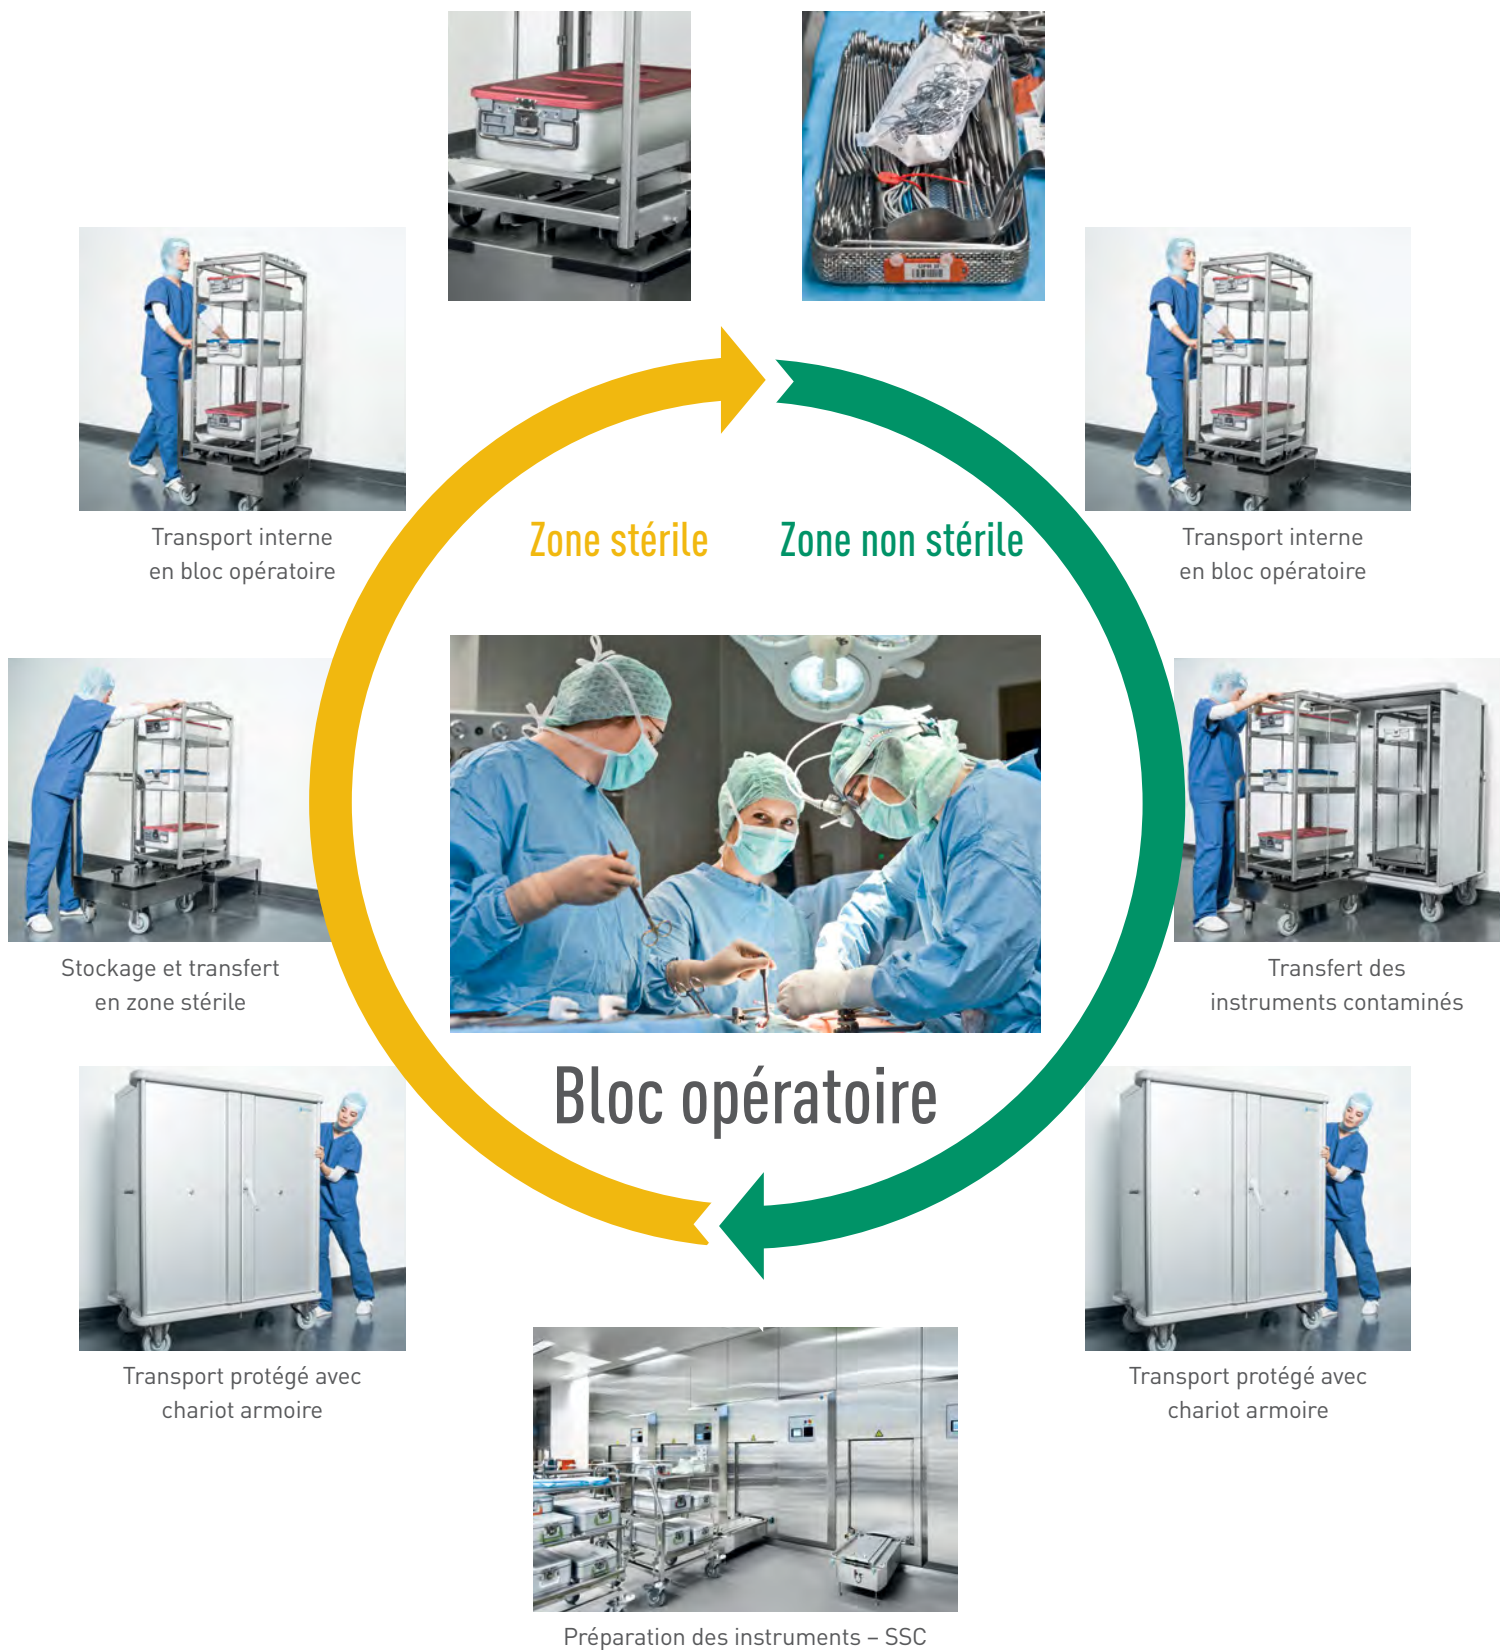 Transport interne
en bloc opératoire
Zone stérile
Zone non stérile
Transport interne
en bloc opératoire
Stockage et transfert
en zone stérile
Transfert des
instruments contaminés
Bloc opératoire
Transport protégé avec
chariot armoire
Transport protégé avec
chariot armoire
Préparation des instruments – SSC